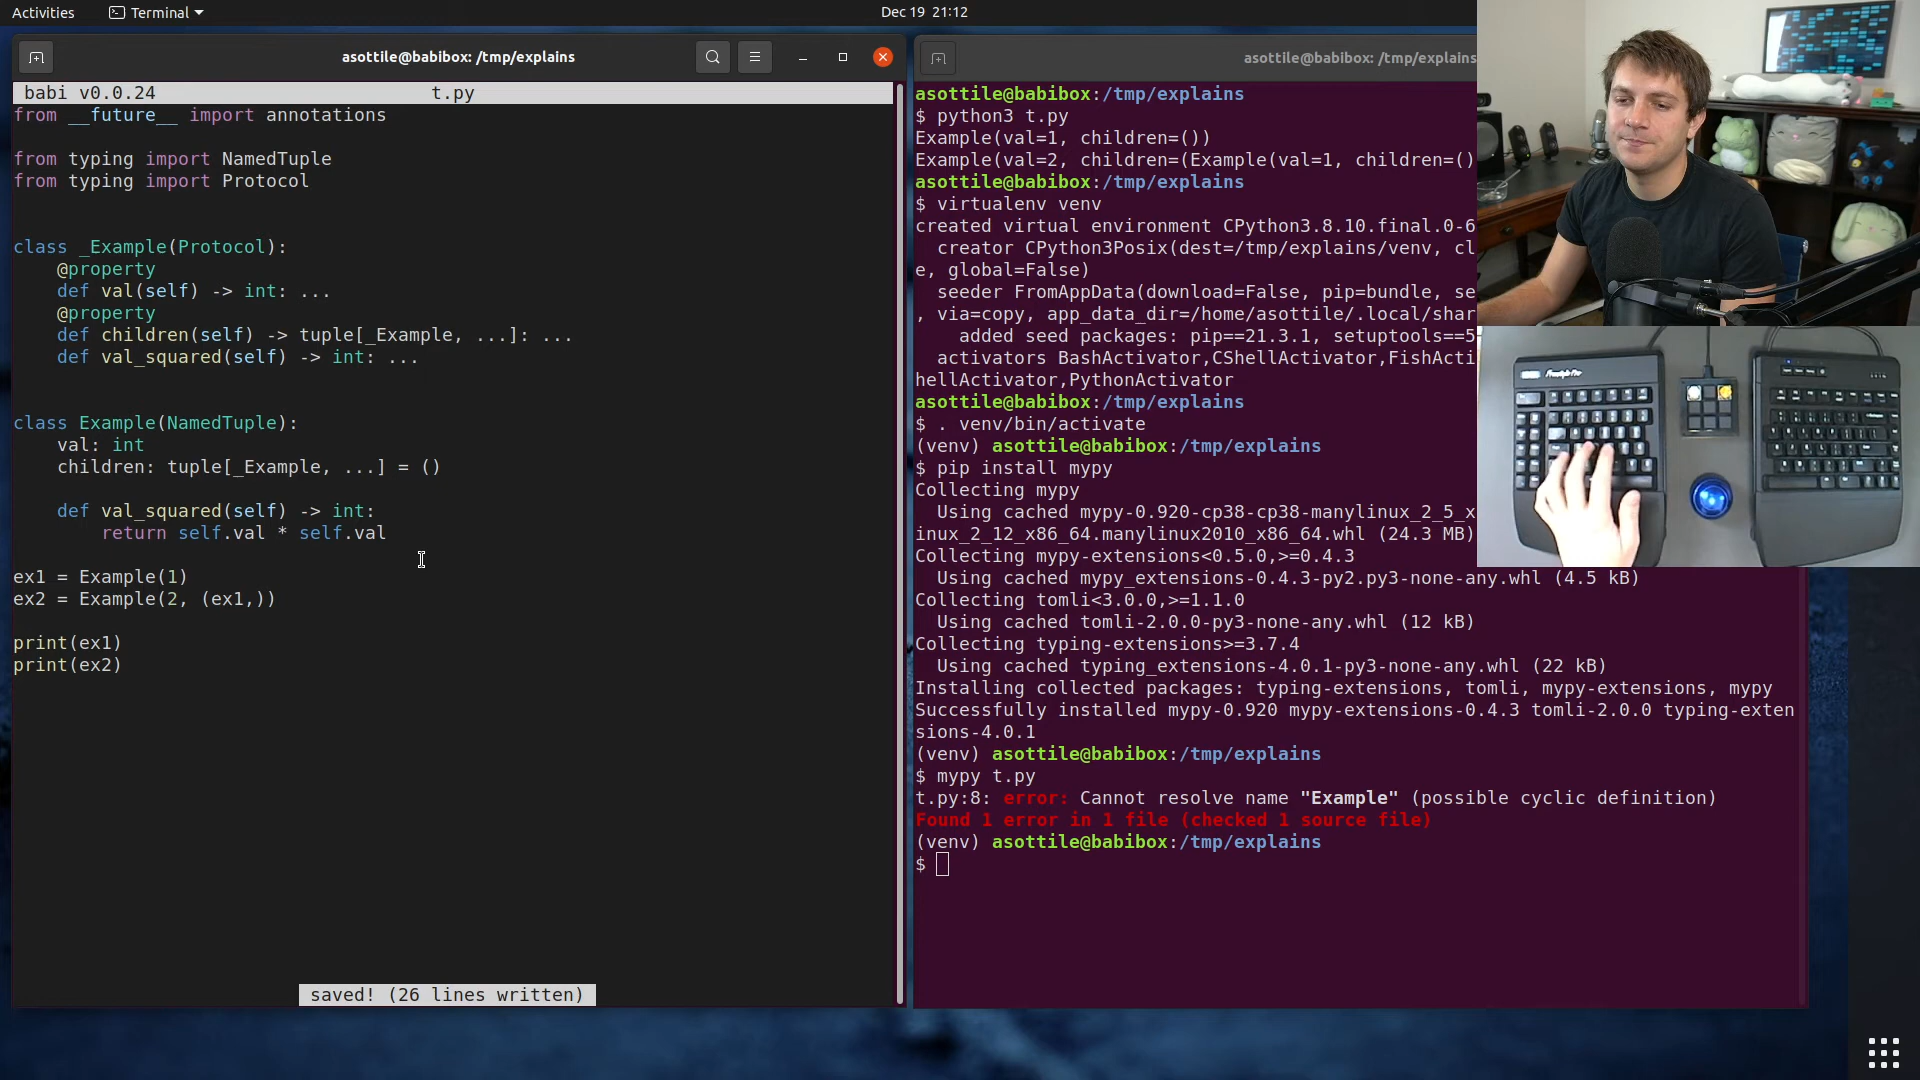 Activities
Terminal
Dec 19 21:12
asottile@babibox: /tmp/explains
babi v0.0.24
t.py
from __future__ import annotations
from typing import NamedTuple
from typing import Protocol
class _Example(Protocol):
    @property
    def val(self) -> int: ...
    @property
    def children(self) -> tuple[_Example, ...]: ...
    def val_squared(self) -> int: ...
class Example(NamedTuple):
    val: int
    children: tuple[_Example, ...] = ()
    def val_squared(self) -> int:
        return self.val * self.val
ex1 = Example(1)
ex2 = Example(2, (ex1,))
print(ex1)
print(ex2)
saved! (26 lines written)
asottile@babibox: /tmp/explains
asottile@babibox:/tmp/explains
$ python3 t.py
Example(val=1, children=())
Example(val=2, children=(Example(val=1, children=()
asottile@babibox:/tmp/explains
$ virtualenv venv
created virtual environment CPython3.8.10.final.0-6
  creator CPython3Posix(dest=/tmp/explains/venv, cl
e, global=False)
  seeder FromAppData(download=False, pip=bundle, se
, via=copy, app_data_dir=/home/asottile/.local/shar
    added seed packages: pip==21.3.1, setuptools==5
  activators BashActivator,CShellActivator,FishActi
hellActivator,PythonActivator
asottile@babibox:/tmp/explains
$ . venv/bin/activate
(venv) asottile@babibox:/tmp/explains
$ pip install mypy
Collecting mypy
  Using cached mypy-0.920-cp38-cp38-manylinux_2_5_x
inux_2_12_x86_64.manylinux2010_x86_64.whl (24.3 MB)
Collecting mypy-extensions<0.5.0,>=0.4.3
  Using cached mypy_extensions-0.4.3-py2.py3-none-any.whl (4.5 kB)
Collecting tomli<3.0.0,>=1.1.0
  Using cached tomli-2.0.0-py3-none-any.whl (12 kB)
Collecting typing-extensions>=3.7.4
  Using cached typing_extensions-4.0.1-py3-none-any.whl (22 kB)
Installing collected packages: typing-extensions, tomli, mypy-extensions, mypy
Successfully installed mypy-0.920 mypy-extensions-0.4.3 tomli-2.0.0 typing-exten
sions-4.0.1
(venv) asottile@babibox:/tmp/explains
$ mypy t.py
t.py:8: error: Cannot resolve name "Example" (possible cyclic definition)
Found 1 error in 1 file (checked 1 source file)
(venv) asottile@babibox:/tmp/explains
$